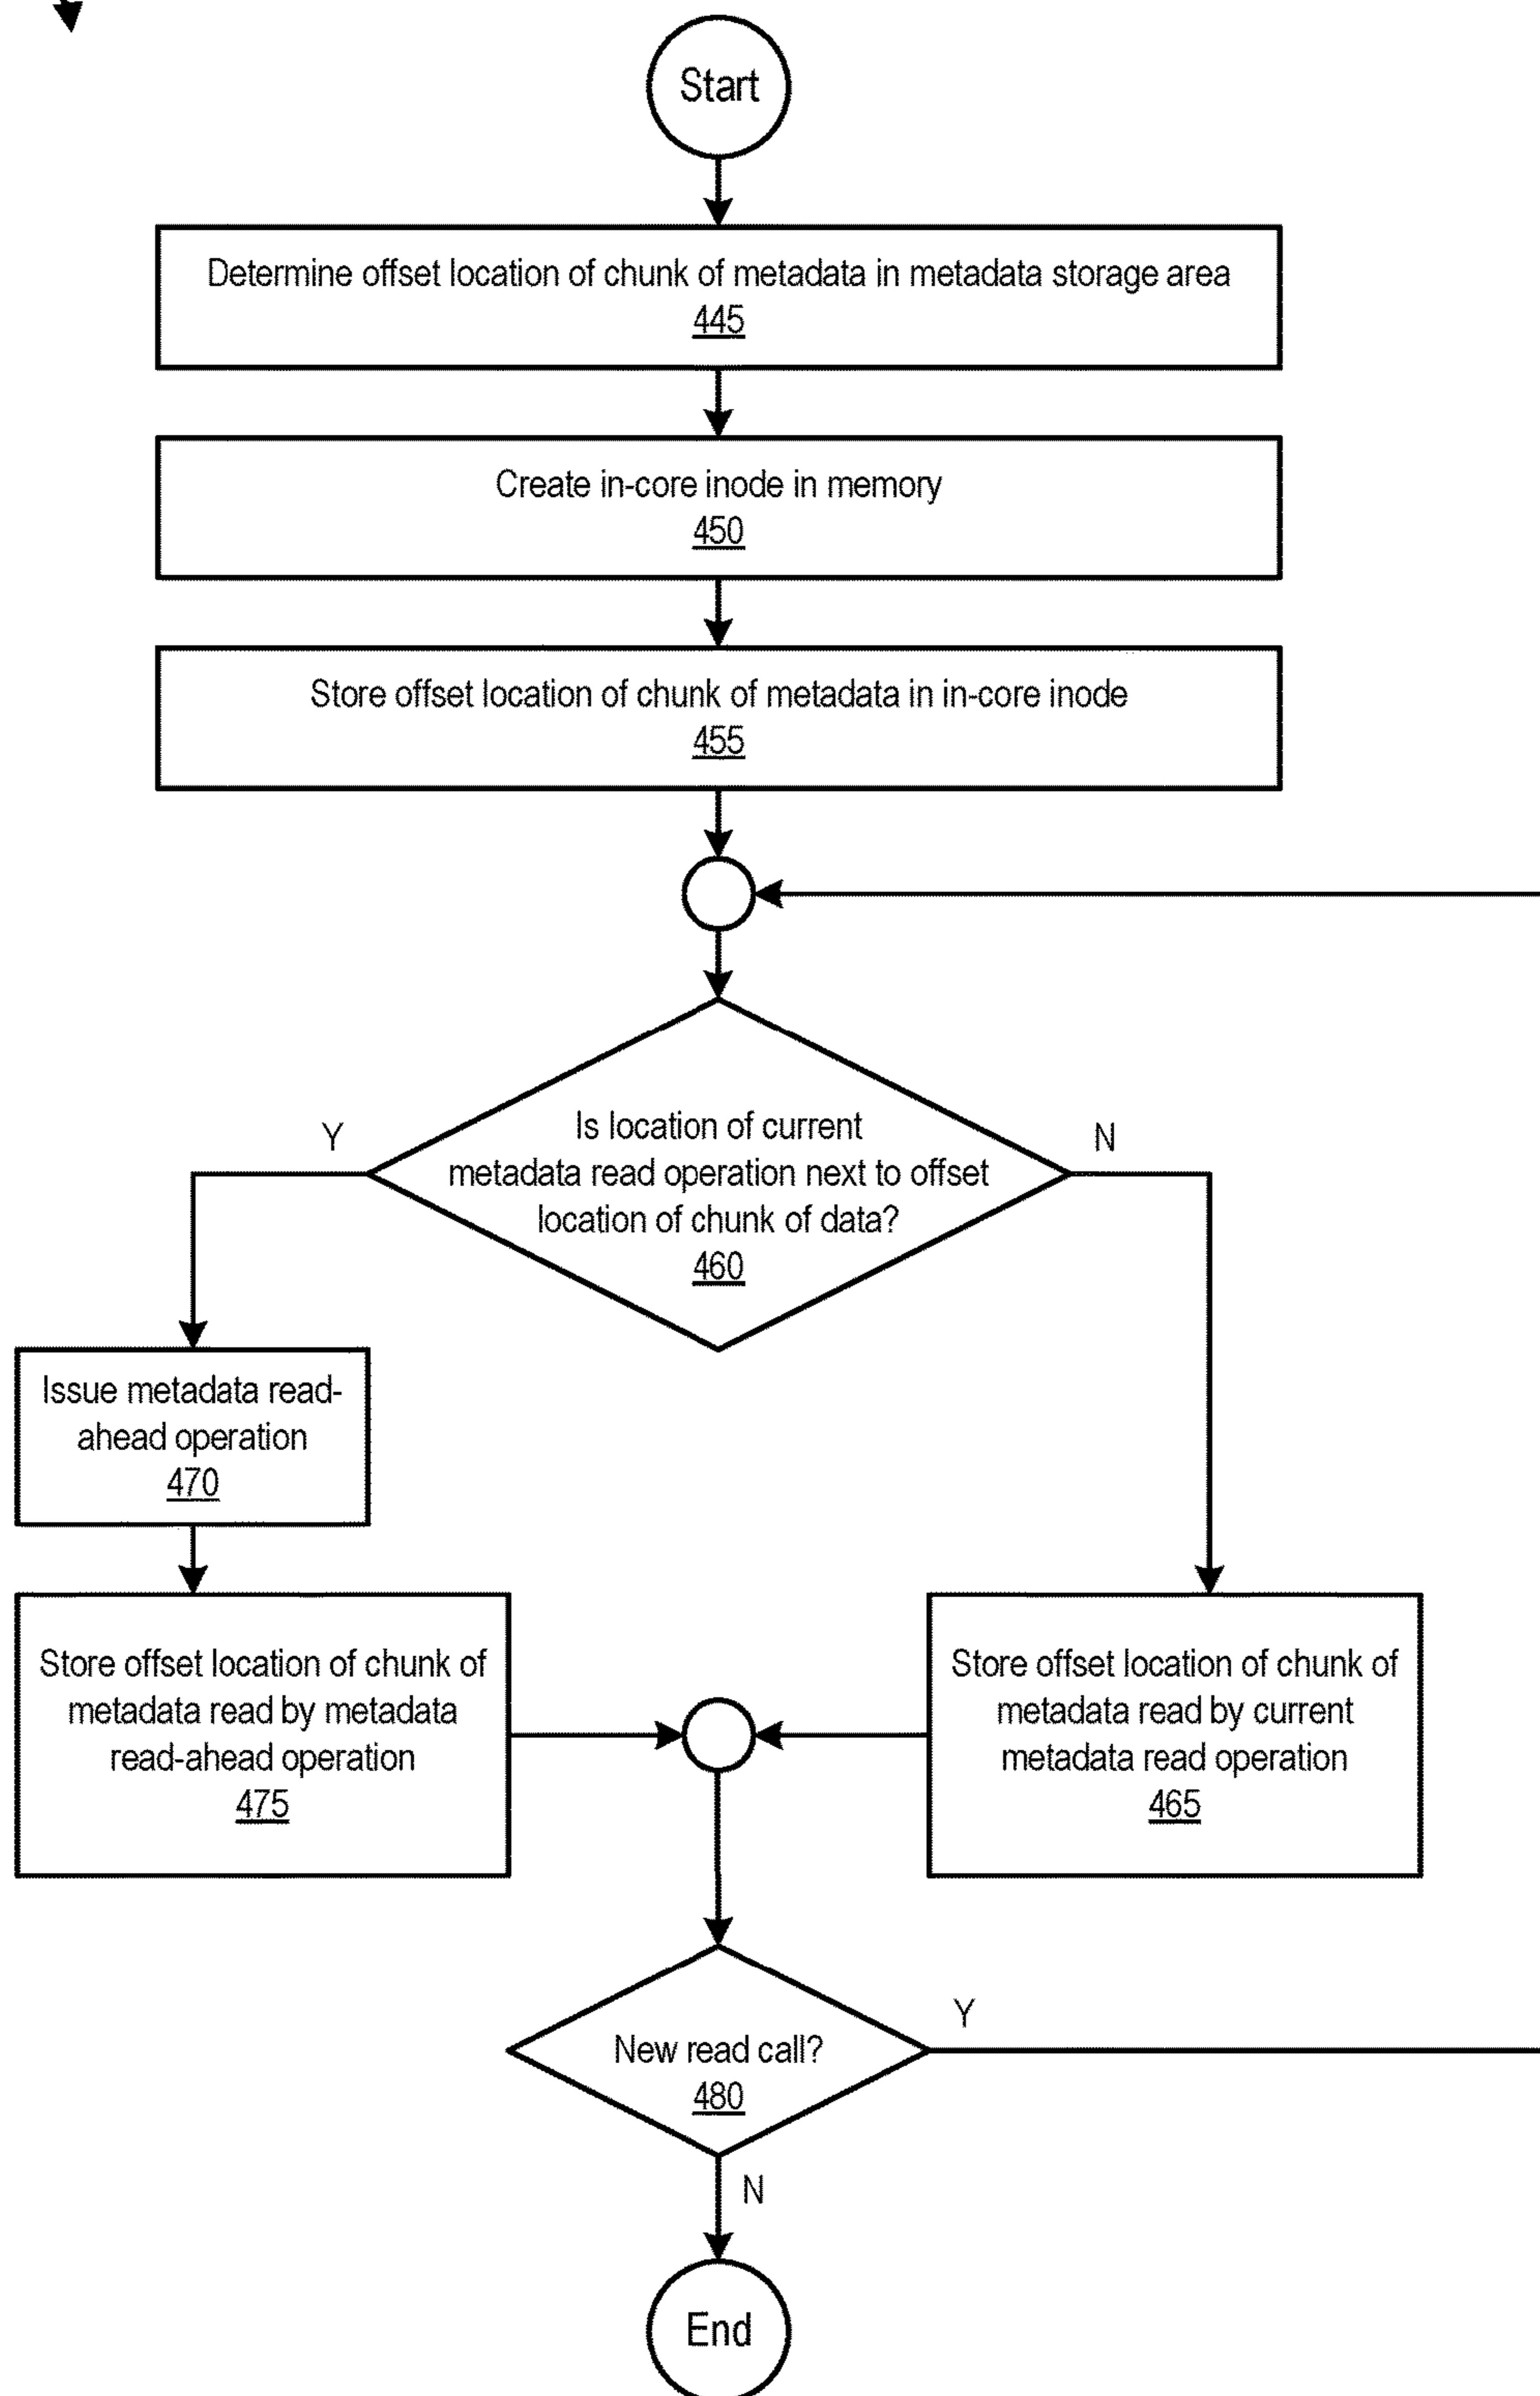 Start
Determine offset location of chunk of metadata in metadata storage area
445
Create in-core inode in memory
450
Store offset location of chunk of metadata in in-core inode
455
Is location of current
metadata read operation next to offset
location of chunk of data?
460
Y
N
Issue metadata read-
ahead operation
470
Store offset location of chunk of
metadata read by metadata
read-ahead operation
475
Store offset location of chunk of
metadata read by current
metadata read operation
465
New read call?
480
Y
N
End